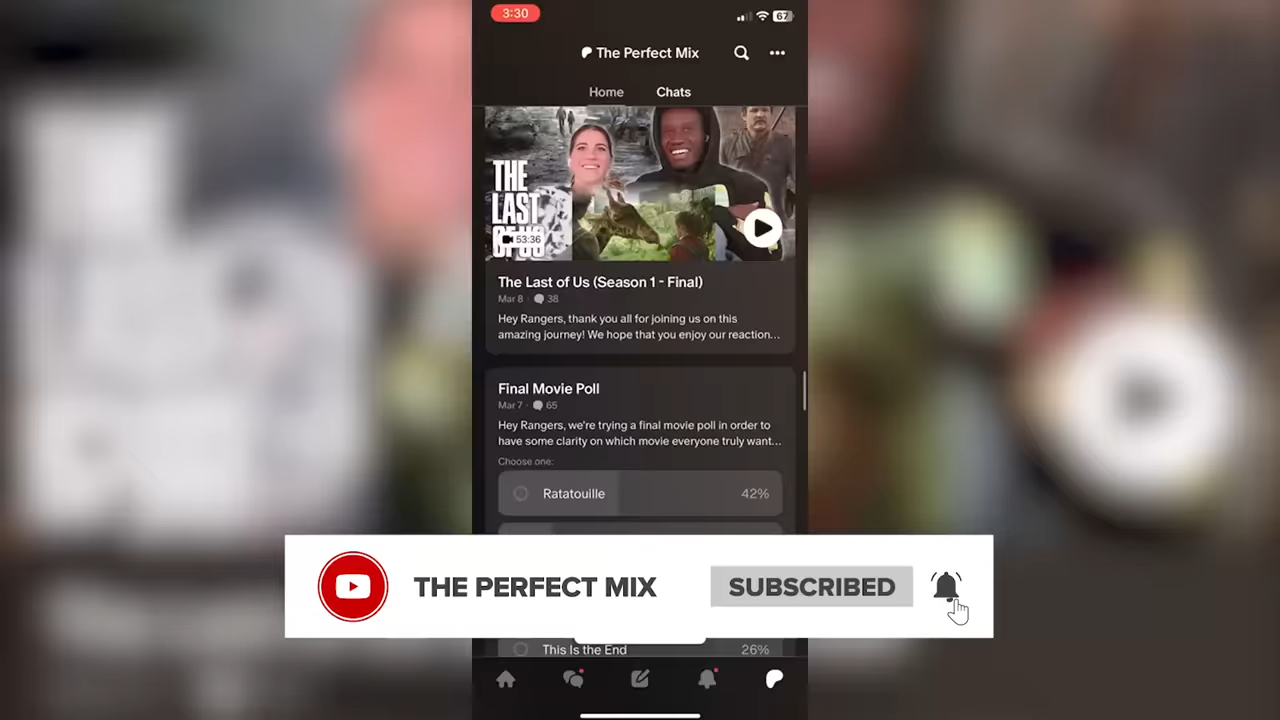 3:30
67
The Perfect Mix
Home
Chats
THE
LAST
OF US
53:36
The Last of Us (Season 1 - Final)
Mar 8 · 38
Hey Rangers, thank you all for joining us on this
amazing journey! We hope that you enjoy our reaction...
Final Movie Poll
Mar 7 · 65
Hey Rangers, we're trying a final movie poll in order to
have some clarity on which movie everyone truly want...
Choose one:
Ratatouille 42%
THE PERFECT MIX
SUBSCRIBED
This Is the End 26%